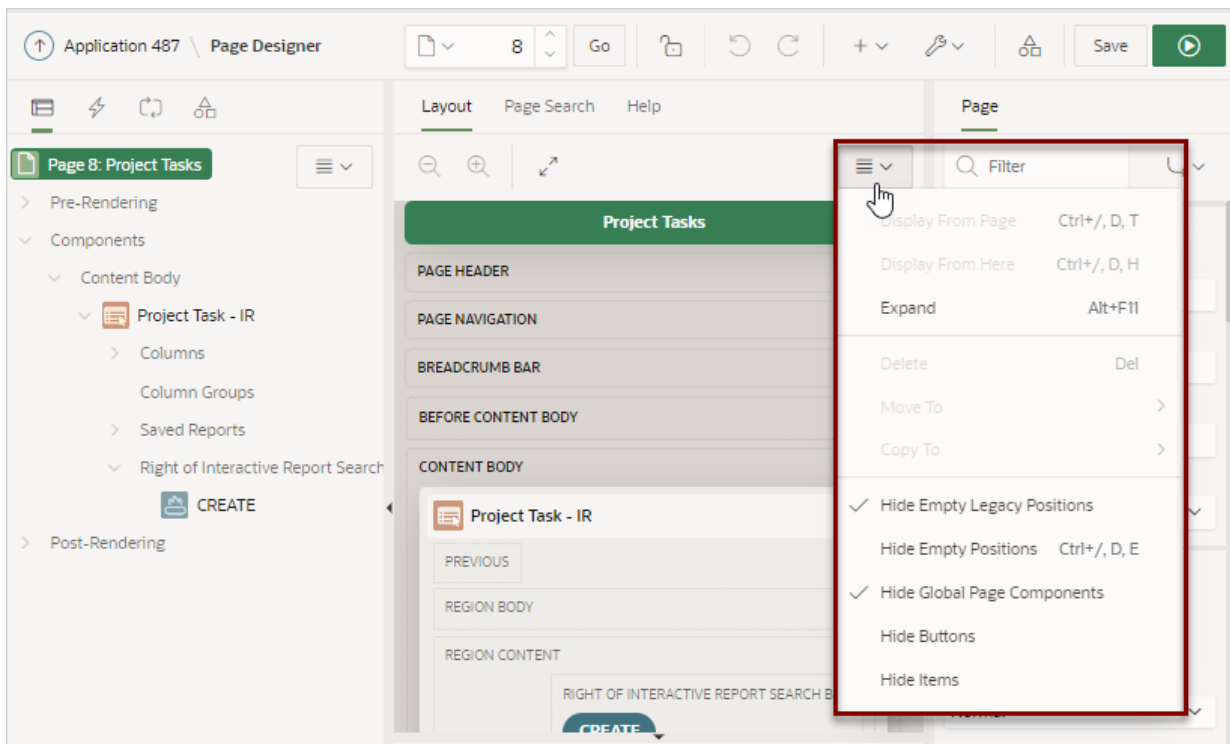 Application 487 \ Page Designer
8
Go
Save
Layout Page Search Help
Page
Page 8: Project Tasks
Filter
Pre-Rendering
Components
Content Body
Project Task - IR
Columns
Column Groups
Saved Reports
Right of Interactive Report Search
CREATE
Post-Rendering
Project Tasks
PAGE HEADER
PAGE NAVIGATION
BREADCRUMB BAR
BEFORE CONTENT BODY
CONTENT BODY
Project Task - IR
PREVIOUS
REGION BODY
REGION CONTENT
RIGHT OF INTERACTIVE REPORT SEARCH B
CREATE
Display From Page Ctrl+/, D, T
Display From Here Ctrl+/, D, H
Expand Alt+F11
Delete Del
Move To
Copy To
Hide Empty Legacy Positions
Hide Empty Positions Ctrl+/, D, E
Hide Global Page Components
Hide Buttons
Hide Items
Normal